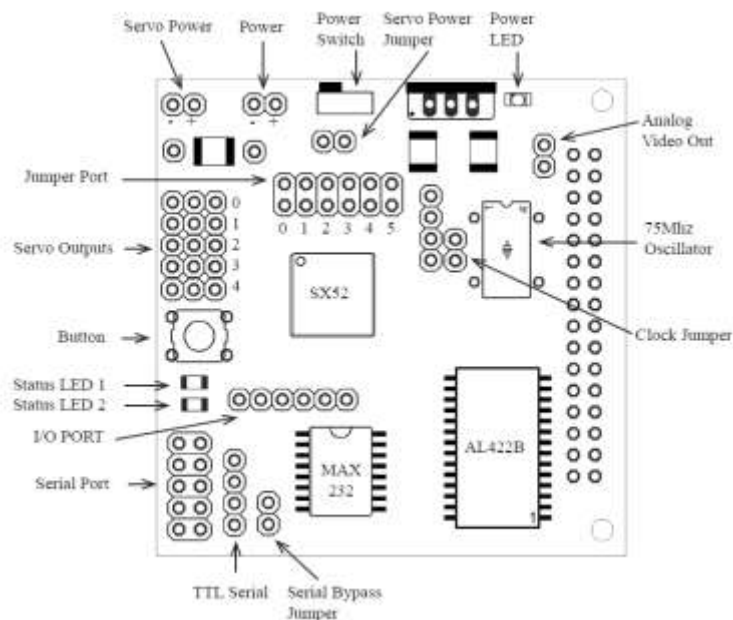 Servo Power
Power
Power
Switch
Servo Power
Jumper
Power
LED
- +
- +
Analog
Video Out
Jumper Port
0 1 2 3 4 5
0
1
2
3
4
Servo Outputs
75Mhz
Oscillator
SX52
Button
Clock Jumper
Status LED 1
Status LED 2
I/O PORT
Serial Port
MAX
232
AL422B
TTL Serial
Serial Bypass
Jumper